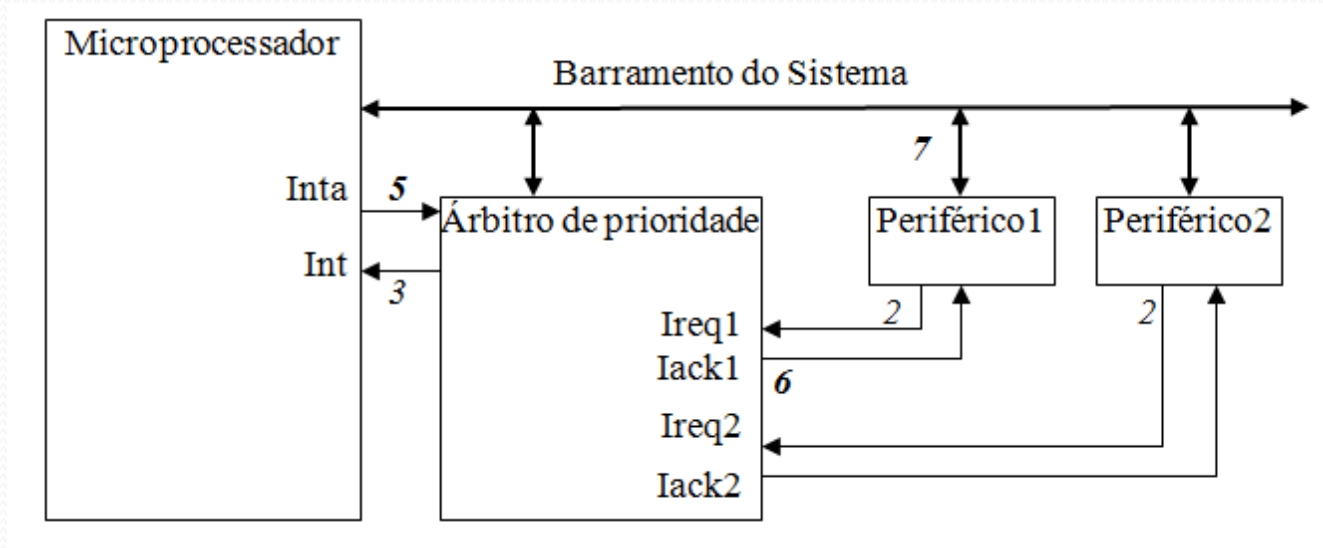 Microprocessador
Barramento do Sistema
7
Inta
5
Árbitro de prioridade
Periférico1
Periférico2
Int
3
2
2
Ireq1
Iack1
6
Ireq2
Iack2